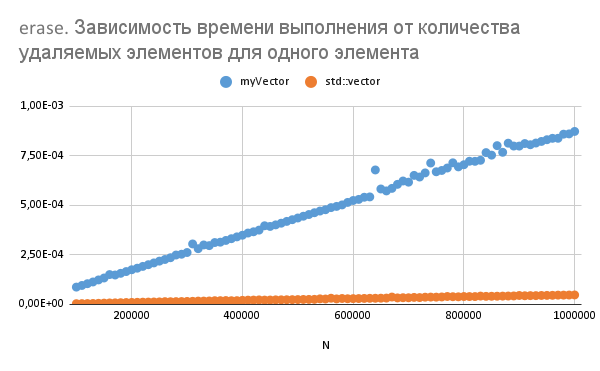 erase. Зависимость времени выполнения от количества
удаляемых элементов для одного элемента
myVector std::vector
1,00E-03
7,50E-04
5,00E-04
2,50E-04
0,00E+00
200000 400000 600000 800000 1000000
N